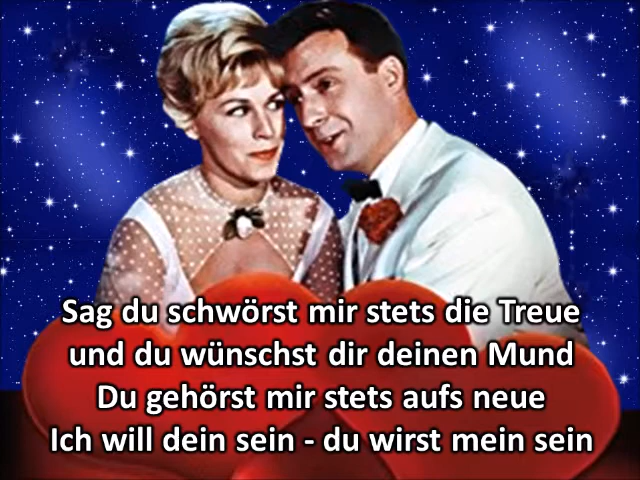 Sag du schwörst mir stets die Treue
und du wünschst dir deinen Mund
Du gehörst mir stets aufs neue
Ich will dein sein - du wirst mein sein